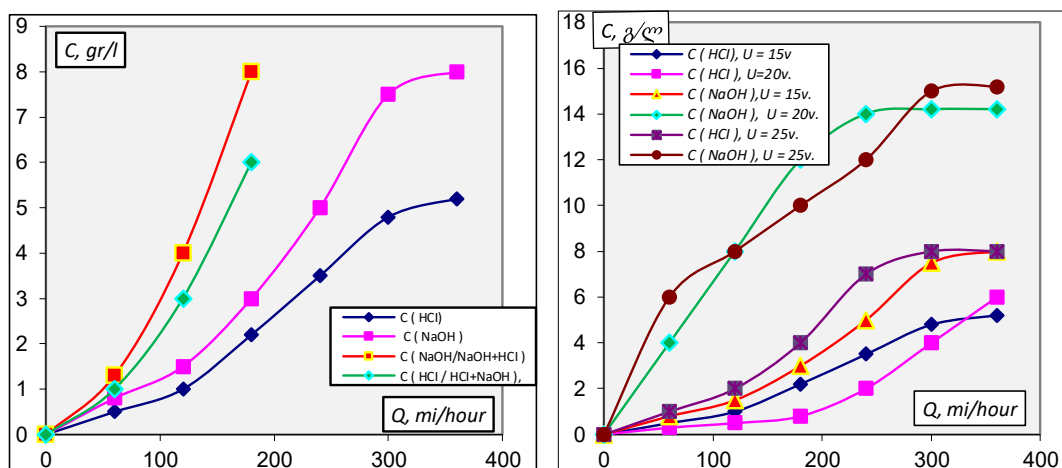 C, gr/l
9
8
7
6
5
4
3
2
1
0
0
100
200
300
400
Q, mi/hour
C ( HCl)
C ( NaOH )
C ( NaOH/NaOH+HCl )
C ( HCl / HCl+NaOH ),
C, გ/ლ
18
16
14
12
10
8
6
4
2
0
0
100
200
300
400
Q, mi/hour
C ( HCl), U = 15v
C ( HCl ), U=20v.
C ( NaOH ), U = 15v.
C ( NaOH ), U = 20v.
C ( HCl ), U = 25v.
C ( NaOH ), U = 25v.